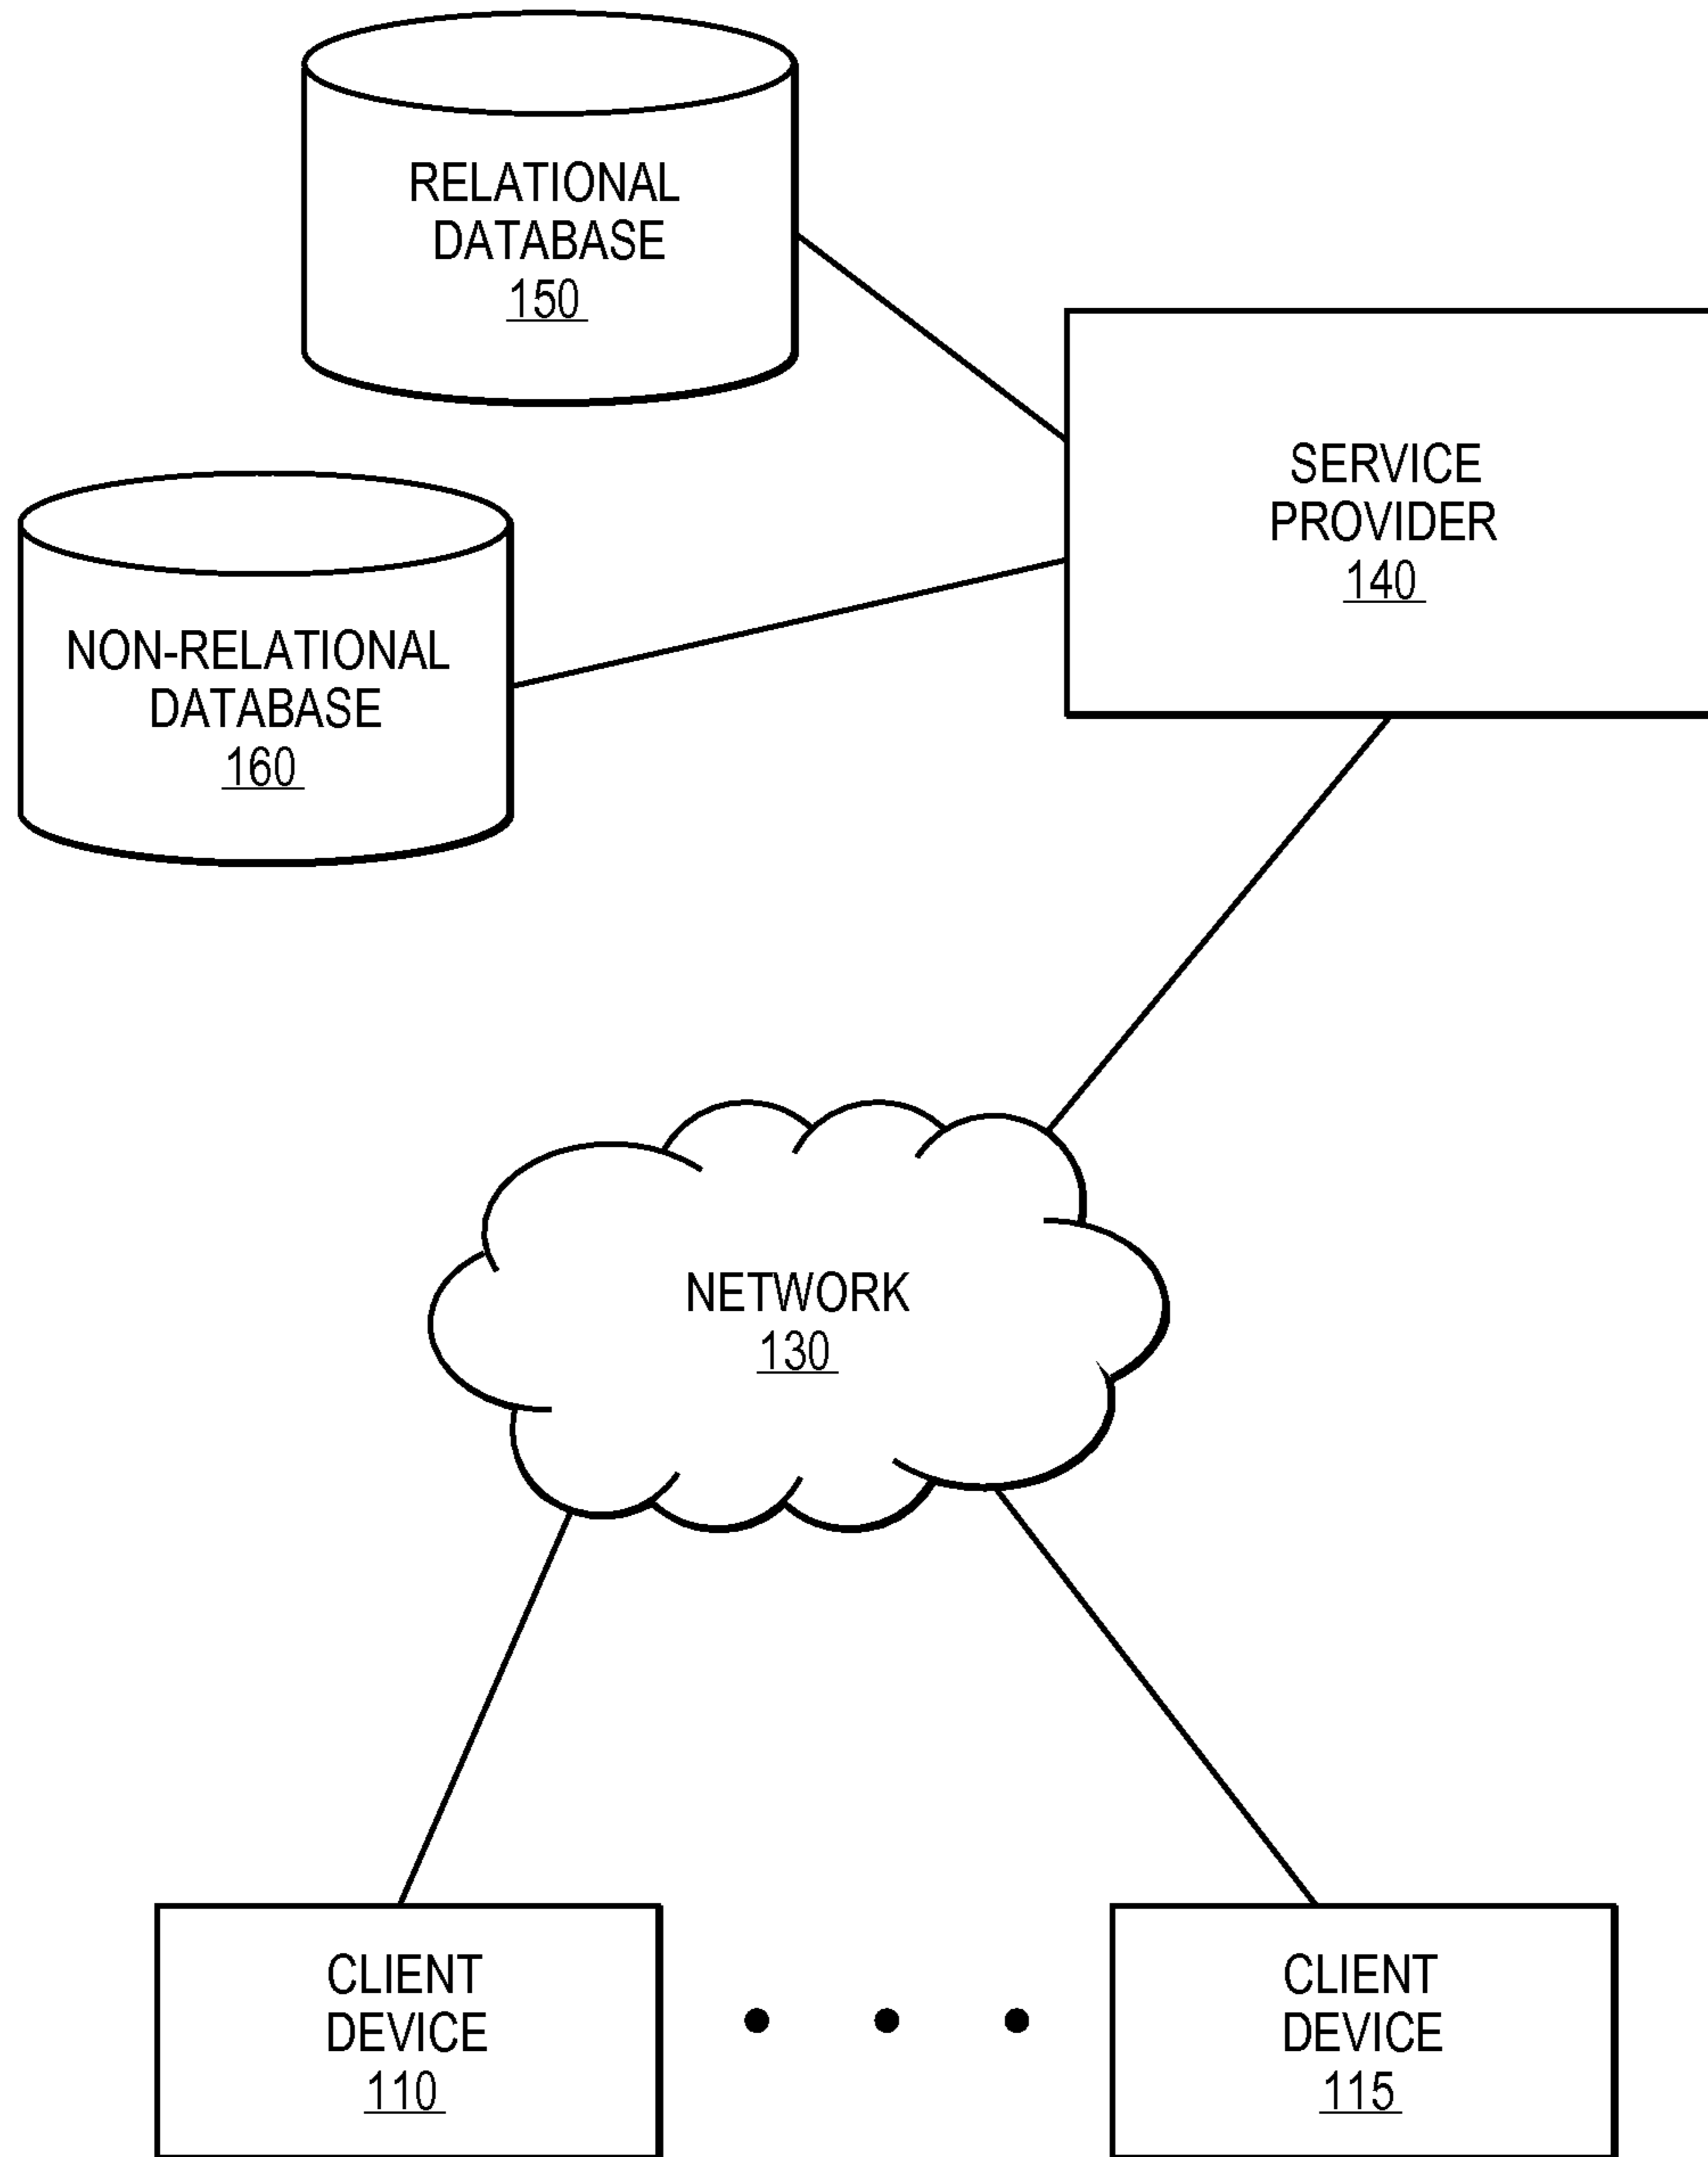 RELATIONAL
DATABASE
150
SERVICE
PROVIDER
140
NON-RELATIONAL
DATABASE
160
NETWORK
130
CLIENT
DEVICE
110
CLIENT
DEVICE
115